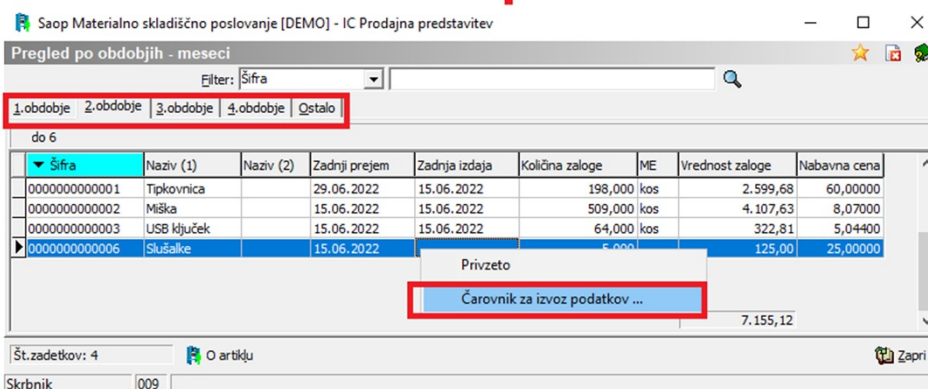 Saop Materialno skladiščno poslovanje [DEMO] - IC Prodajna predstavitev
Pregled po obdobjih - meseci
Filter: Šifra
1.obdobje 2.obdobje 3.obdobje 4.obdobje Ostalo
do 6
Šifra Naziv (1) Naziv (2) Zadnji prejem Zadnja izdaja Količina zaloge ME Vrednost zaloge Nabavna cena
0000000000001 Tipkovnica 29.06.2022 15.06.2022 198,000 kos 2.599,68 60,00000
0000000000002 Miška 15.06.2022 15.06.2022 509,000 kos 4.107,63 8,07000
0000000000003 USB ključek 15.06.2022 15.06.2022 64,000 kos 322,81 5,04400
0000000000006 Slušalke 15.06.2022 5,000 125,00 25,00000
Privzeto
Čarovnik za izvoz podatkov ...
7.155,12
Št.zadetkov: 4 O artiklu Zapri
Skrbnik 009